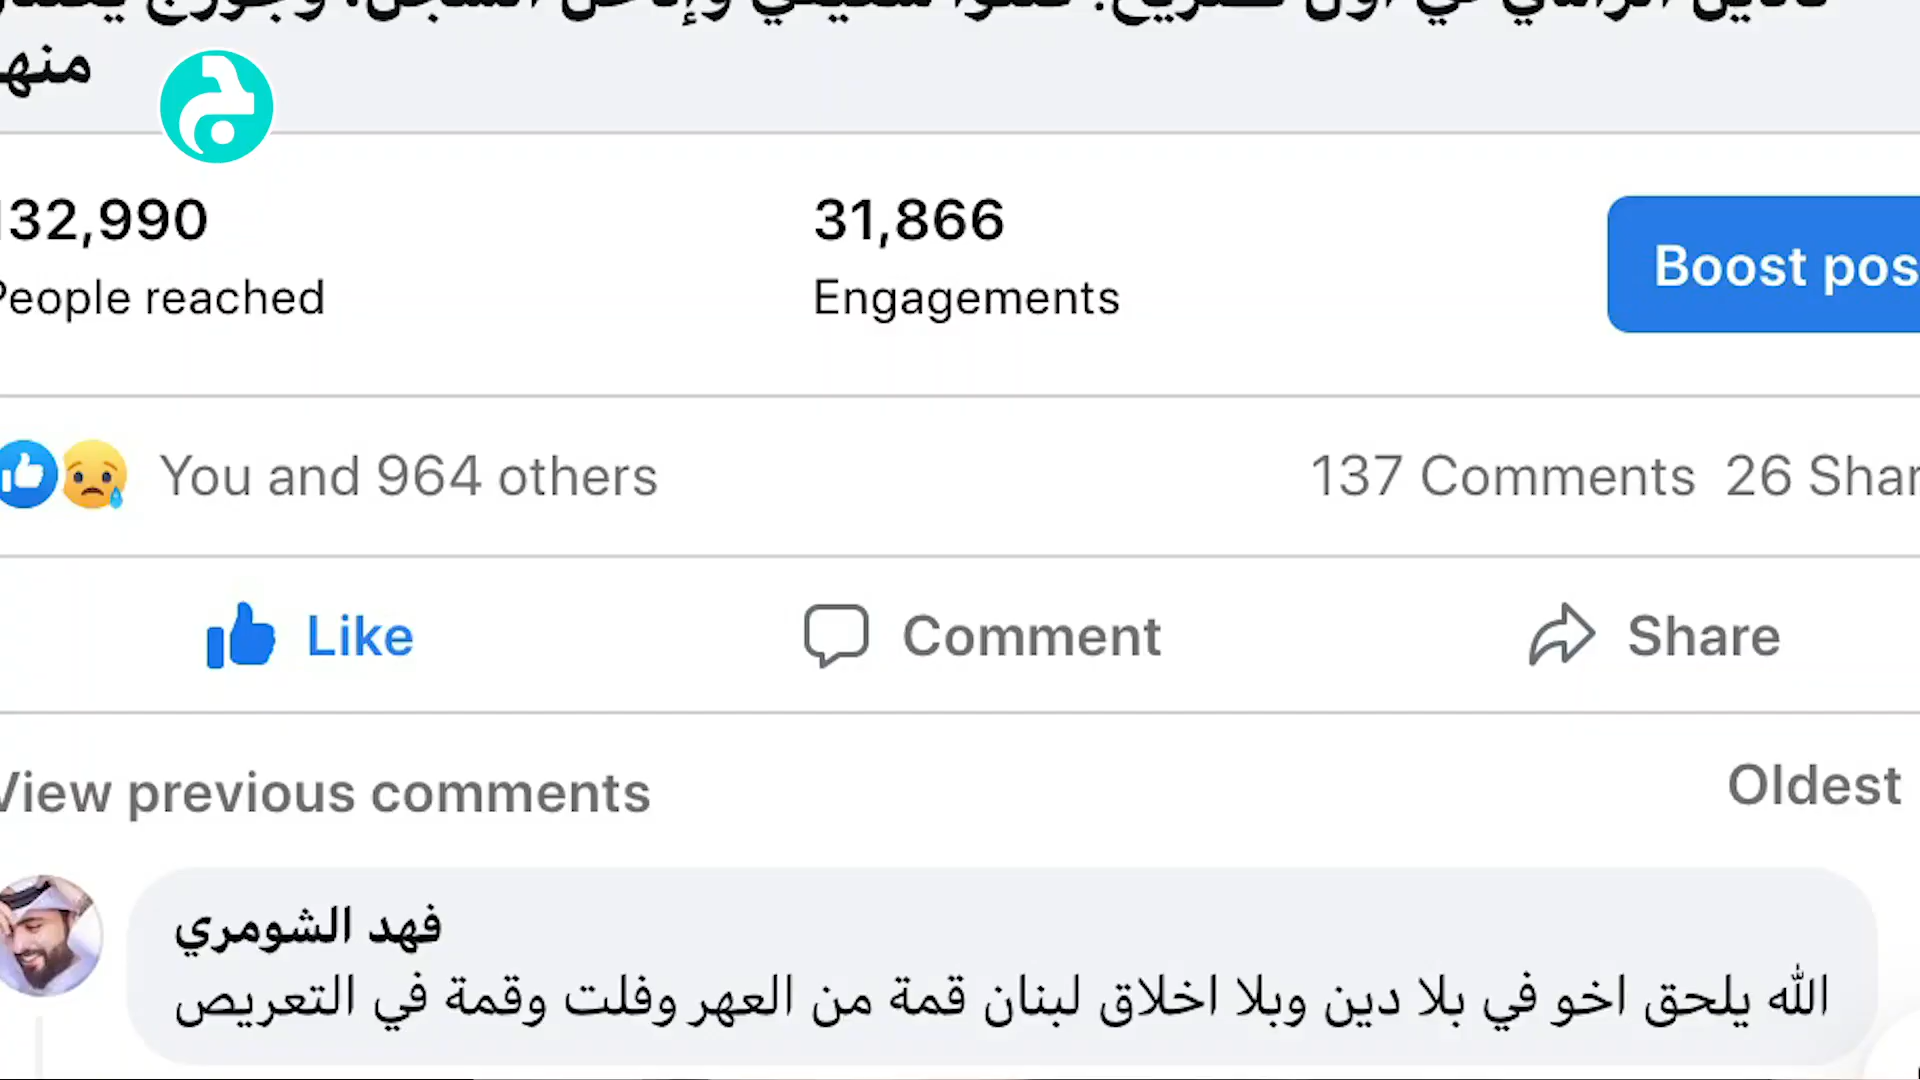 منه
132,990
31,866
People reached
Engagements
Boost pos
You and 964 others
137 Comments 26 Shar
Like
Comment
Share
View previous comments
Oldest
فهد الشومري
الله يلحق اخو في بلا دين وبلا اخلاق لبنان قمة من العهر وفلت وقمة في التعريص